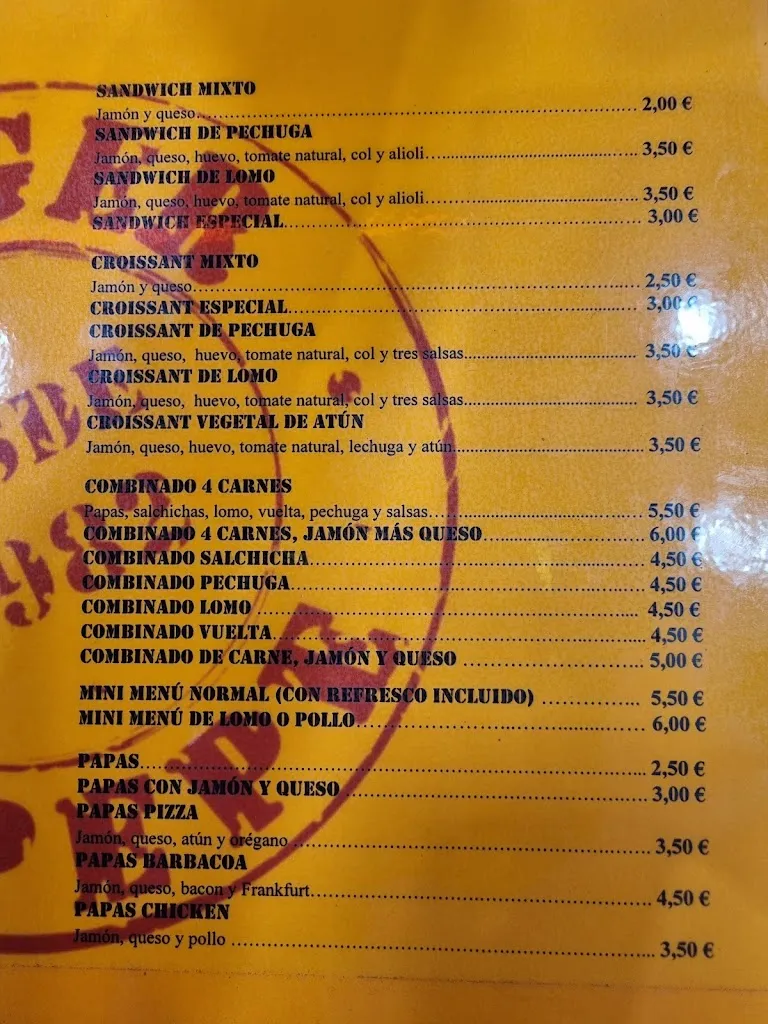 SANDWICH MIXTO
Jamón y queso 2,00 €
SANDWICH DE PECHUGA
Jamón, queso, huevo, tomate natural, col y alioli 3,50 €
SANDWICH DE LOMO
Jamón, queso, huevo, tomate natural, col y alioli 3,50 €
SANDWICH ESPECIAL 3,00 €
CROISSANT MIXTO
Jamón y queso 2,50 €
CROISSANT ESPECIAL 3,00 €
CROISSANT DE PECHUGA
Jamón, queso, huevo, tomate natural, col y tres salsas 3,50 €
CROISSANT DE LOMO
Jamón, queso, huevo, tomate natural, col y tres salsas 3,50 €
CROISSANT VEGETAL DE ATÚN
Jamón, queso, huevo, tomate natural, lechuga y atún 3,50 €
COMBINADO 4 CARNES
Papas, salchichas, lomo, vuelta, pechuga y salsas 5,50 €
COMBINADO 4 CARNES, JAMÓN MÁS QUESO 6,00 €
COMBINADO SALCHICHA 4,50 €
COMBINADO PECHUGA 4,50 €
COMBINADO LOMO 4,50 €
COMBINADO VUELTA 4,50 €
COMBINADO DE CARNE, JAMÓN Y QUESO 5,00 €
MINI MENÚ NORMAL (CON REFRESCO INCLUIDO) 5,50 €
MINI MENÚ DE LOMO O POLLO 6,00 €
PAPAS 2,50 €
PAPAS CON JAMÓN Y QUESO 3,00 €
PAPAS PIZZA
Jamón, queso, atún y orégano 3,50 €
PAPAS BARBACOA
Jamón, queso, bacon y Frankfurt 4,50 €
PAPAS CHICKEN
Jamón, queso y pollo 3,50 €